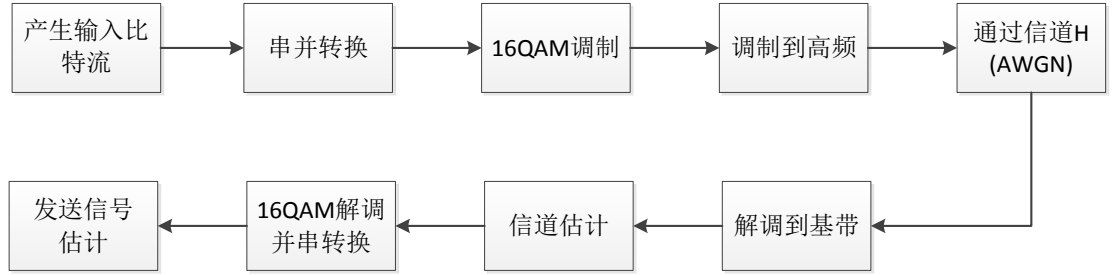 产生输入比
特流
串并转换
16QAM调制
调制到高频
通过信道H
(AWGN)
发送信号
估计
16QAM解调
并串转换
信道估计
解调到基带